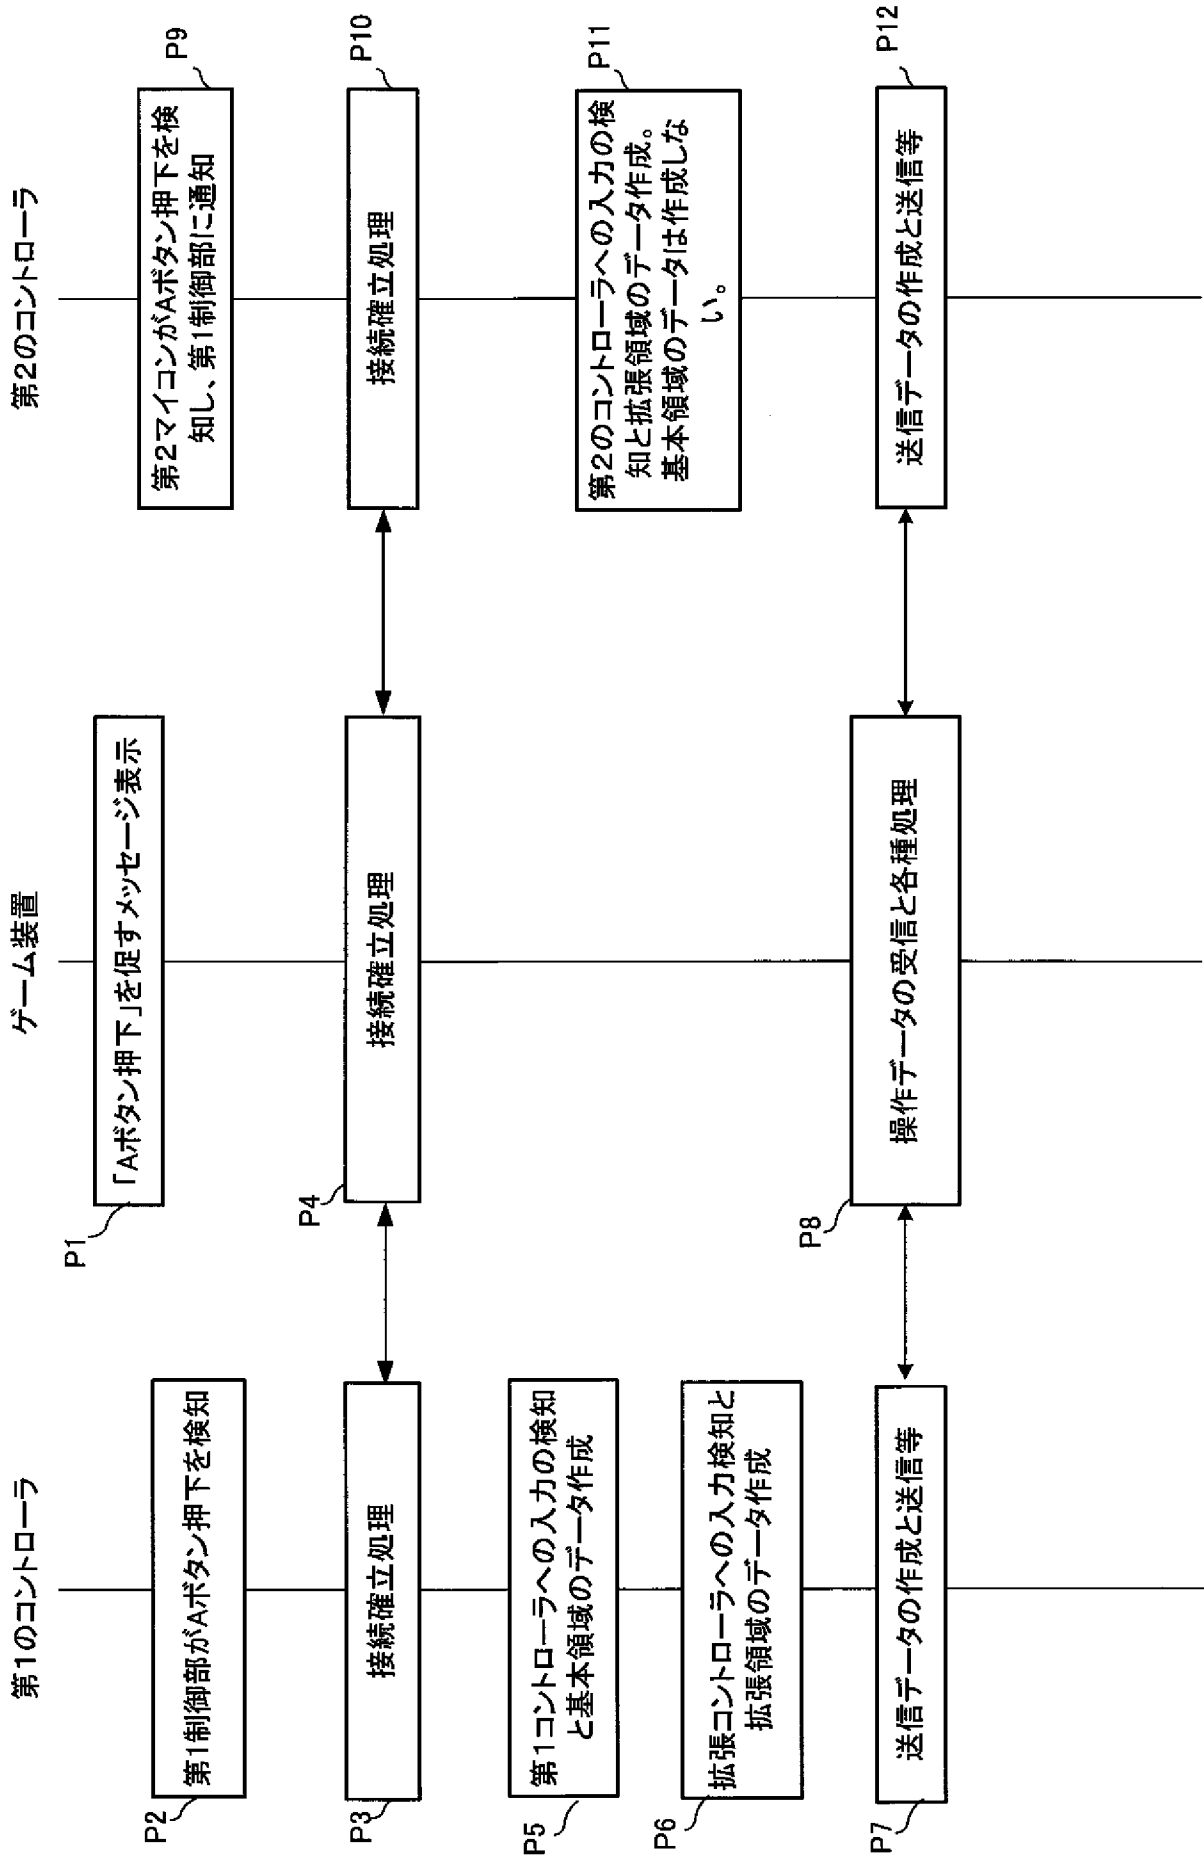 第1のコントローラ
ゲーム装置
第2のコントローラ
P1
「Aボタン押下」を促すメッセージ表示
P2
第1制御部がAボタン押下を検知
P9
第2マイコンがAボタン押下を検
知し、第1制御部に通知
P3
接続確立処理
P4
接続確立処理
P10
接続確立処理
P5
第1コントローラへの入力の検知
と基本領域のデータ作成
P6
拡張コントローラへの入力検知と
拡張領域のデータ作成
P11
第2のコントローラへの入力の検
知と拡張領域のデータ作成。
基本領域のデータは作成しな
い。
P7
送信データの作成と送信等
P8
操作データの受信と各種処理
P12
送信データの作成と送信等